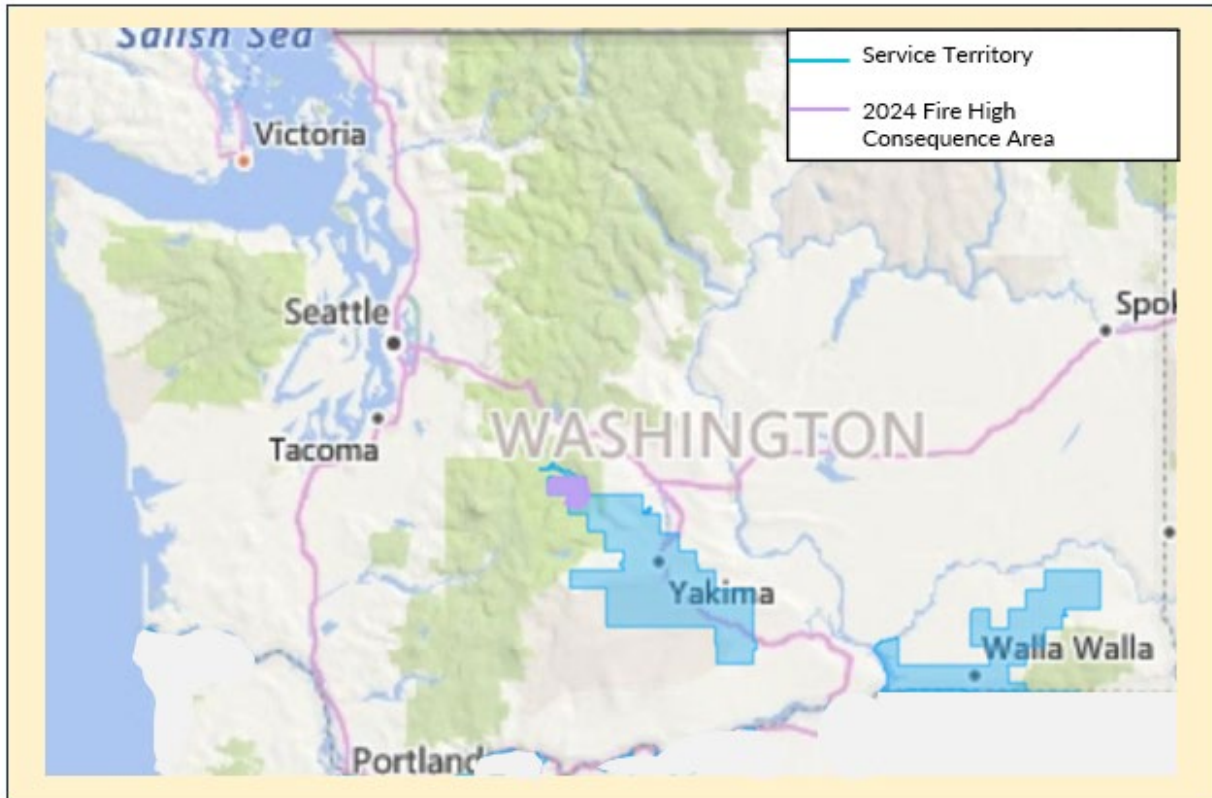 Salish Sea
Service Territory
2024 Fire High
Consequence Area
Victoria
Seattle
Spok
WASHINGTON
Tacoma
Yakima
Walla Walla
Portland